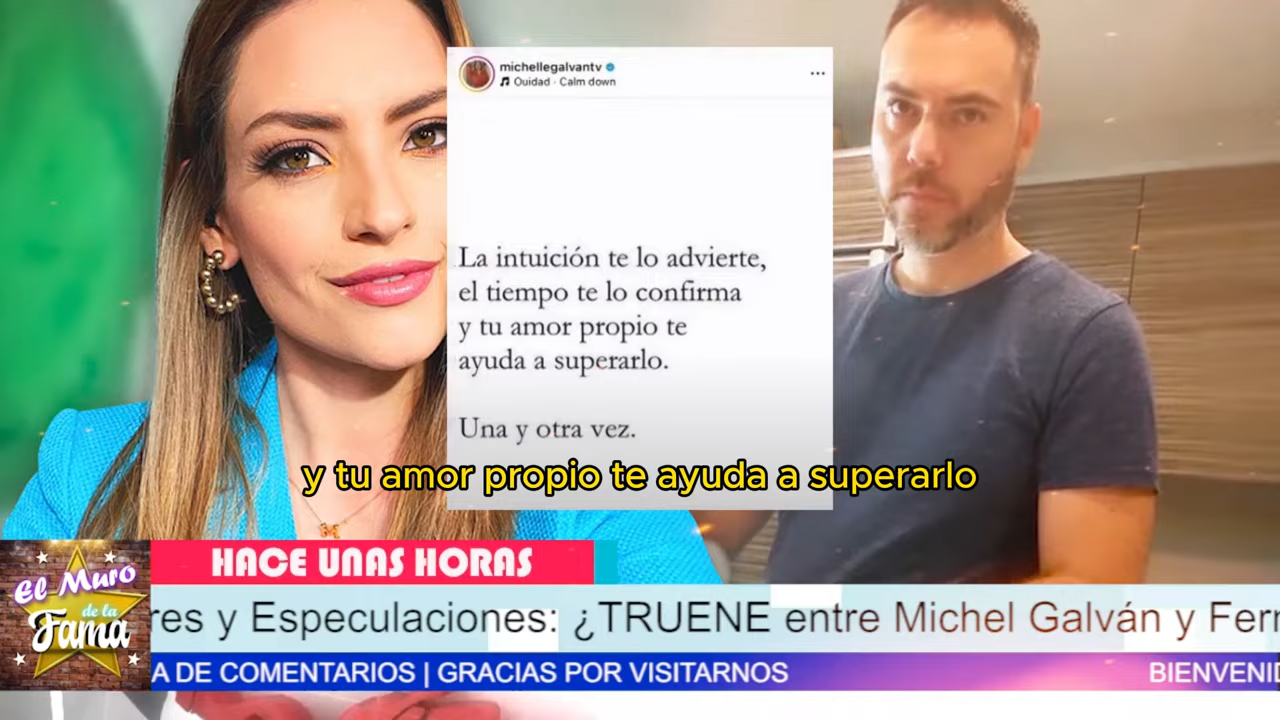 michellegalvantv
Ouidad · Calm down
La intuición te lo advierte,
el tiempo te lo confirma
y tu amor propio te
ayuda a superarlo.
Una y otra vez.
y tu amor propio te ayuda a superarlo
HACE UNAS HORAS
El Muro
de la
Fama
res y Especulaciones: ¿TRUENE entre Michel Galván y Fer
A DE COMENTARIOS | GRACIAS POR VISITARNOS
BIENVENID